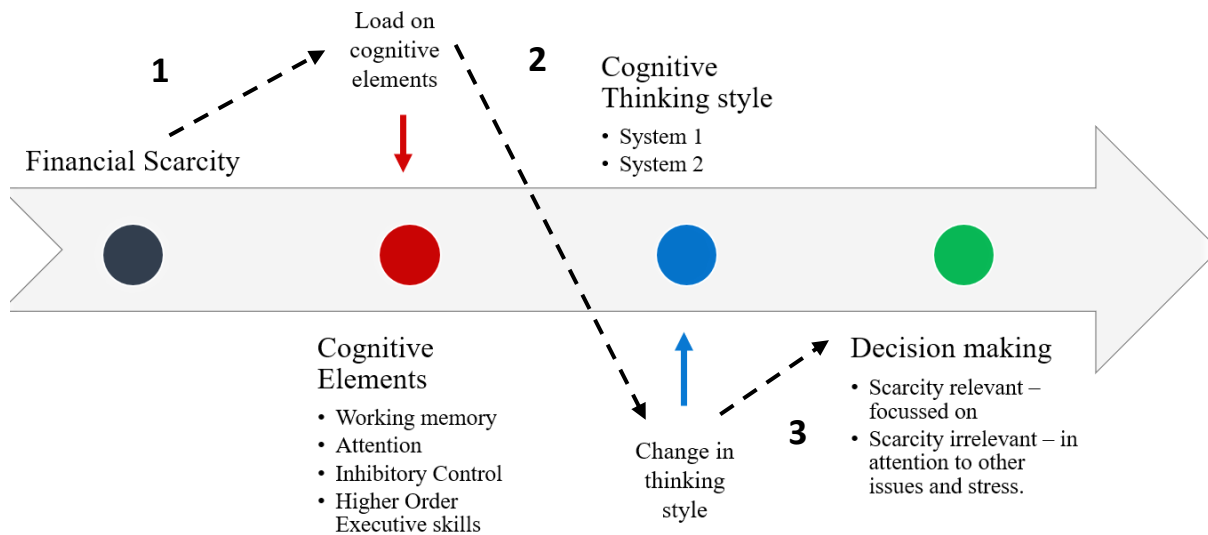 1
Load on
cognitive
elements
2
Cognitive
Thinking style
• System 1
• System 2
Financial Scarcity
Cognitive
Elements
• Working memory
• Attention
• Inhibitory Control
• Higher Order
Executive skills
Change in
thinking
style
3
Decision making
• Scarcity relevant –
focussed on
• Scarcity irrelevant – in
attention to other
issues and stress.